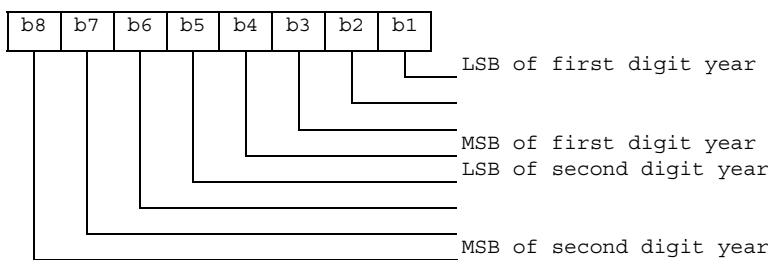 b8 b7 b6 b5 b4 b3 b2 b1
LSB of first digit year
MSB of first digit year
LSB of second digit year
MSB of second digit year